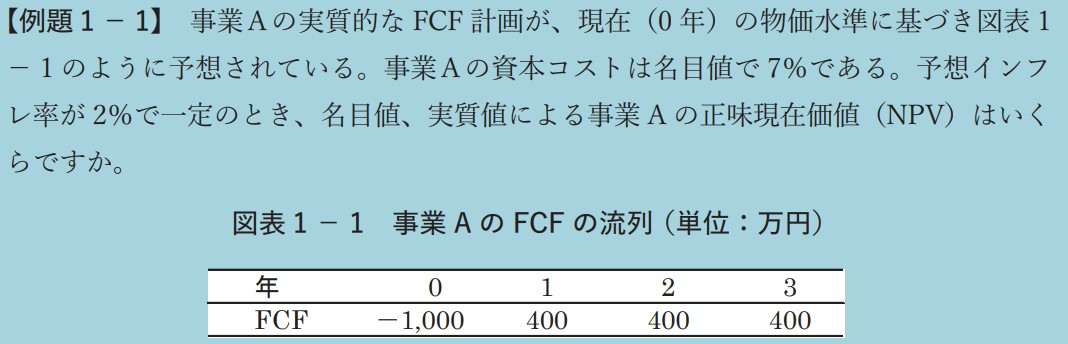 【例題1－1】 事業Aの実質的な FCF 計画が、現在（0 年）の物価水準に基づき図表 1
－ 1 のように予想されている。事業Aの資本コストは名目値で 7%である。予想インフ
レ率が 2%で一定のとき、名目値、実質値による事業 A の正味現在価値（NPV）はいく
らですか。
図表 1 － 1　事業 A の FCF の流列（単位：万円）
年 0 1 2 3
FCF －1,000 400 400 400